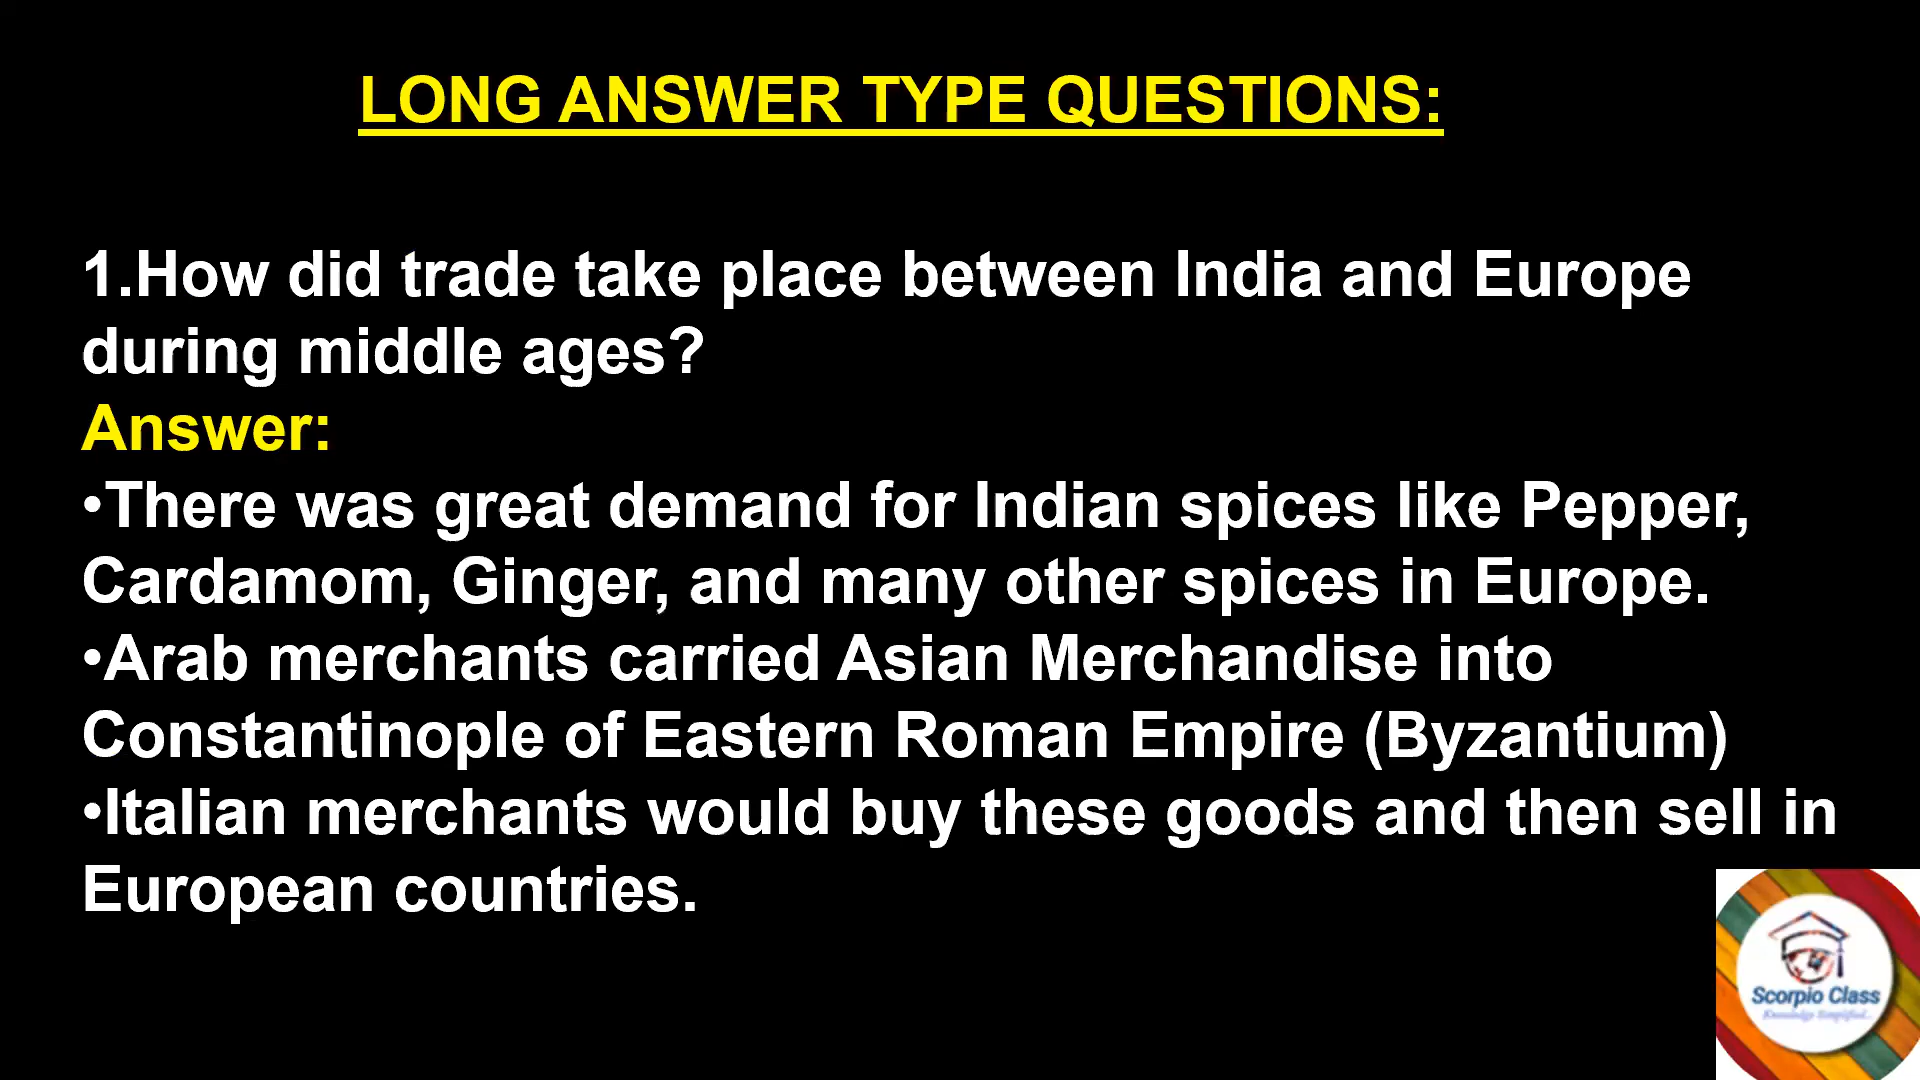 LONG ANSWER TYPE QUESTIONS:
1.How did trade take place between India and Europe
during middle ages?
Answer:
•There was great demand for Indian spices like Pepper,
Cardamom, Ginger, and many other spices in Europe.
•Arab merchants carried Asian Merchandise into
Constantinople of Eastern Roman Empire (Byzantium)
•Italian merchants would buy these goods and then sell in
European countries.
Scorpio Class
Knowledge Simplified...